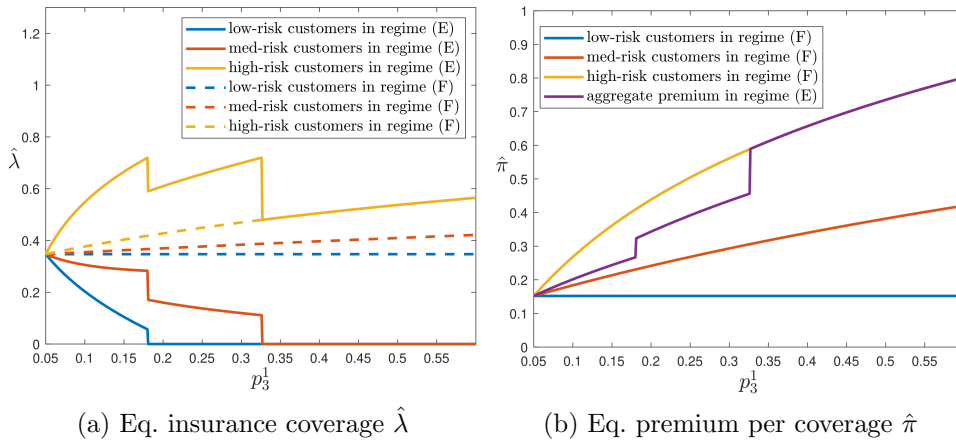 1.2
1
0.8
0.6
0.4
0.2
0
λ̂
low-risk customers in regime (E)
med-risk customers in regime (E)
high-risk customers in regime (E)
low-risk customers in regime (F)
med-risk customers in regime (F)
high-risk customers in regime (F)
0.05 0.1 0.15 0.2 0.25 0.3 0.35 0.4 0.45 0.5 0.55
p₃¹
(a) Eq. insurance coverage λ̂
1
0.9
0.8
0.7
0.6
0.5
0.4
0.3
0.2
0.1
0
π̂
low-risk customers in regime (F)
med-risk customers in regime (F)
high-risk customers in regime (F)
aggregate premium in regime (E)
0.05 0.1 0.15 0.2 0.25 0.3 0.35 0.4 0.45 0.5 0.55
p₃¹
(b) Eq. premium per coverage π̂